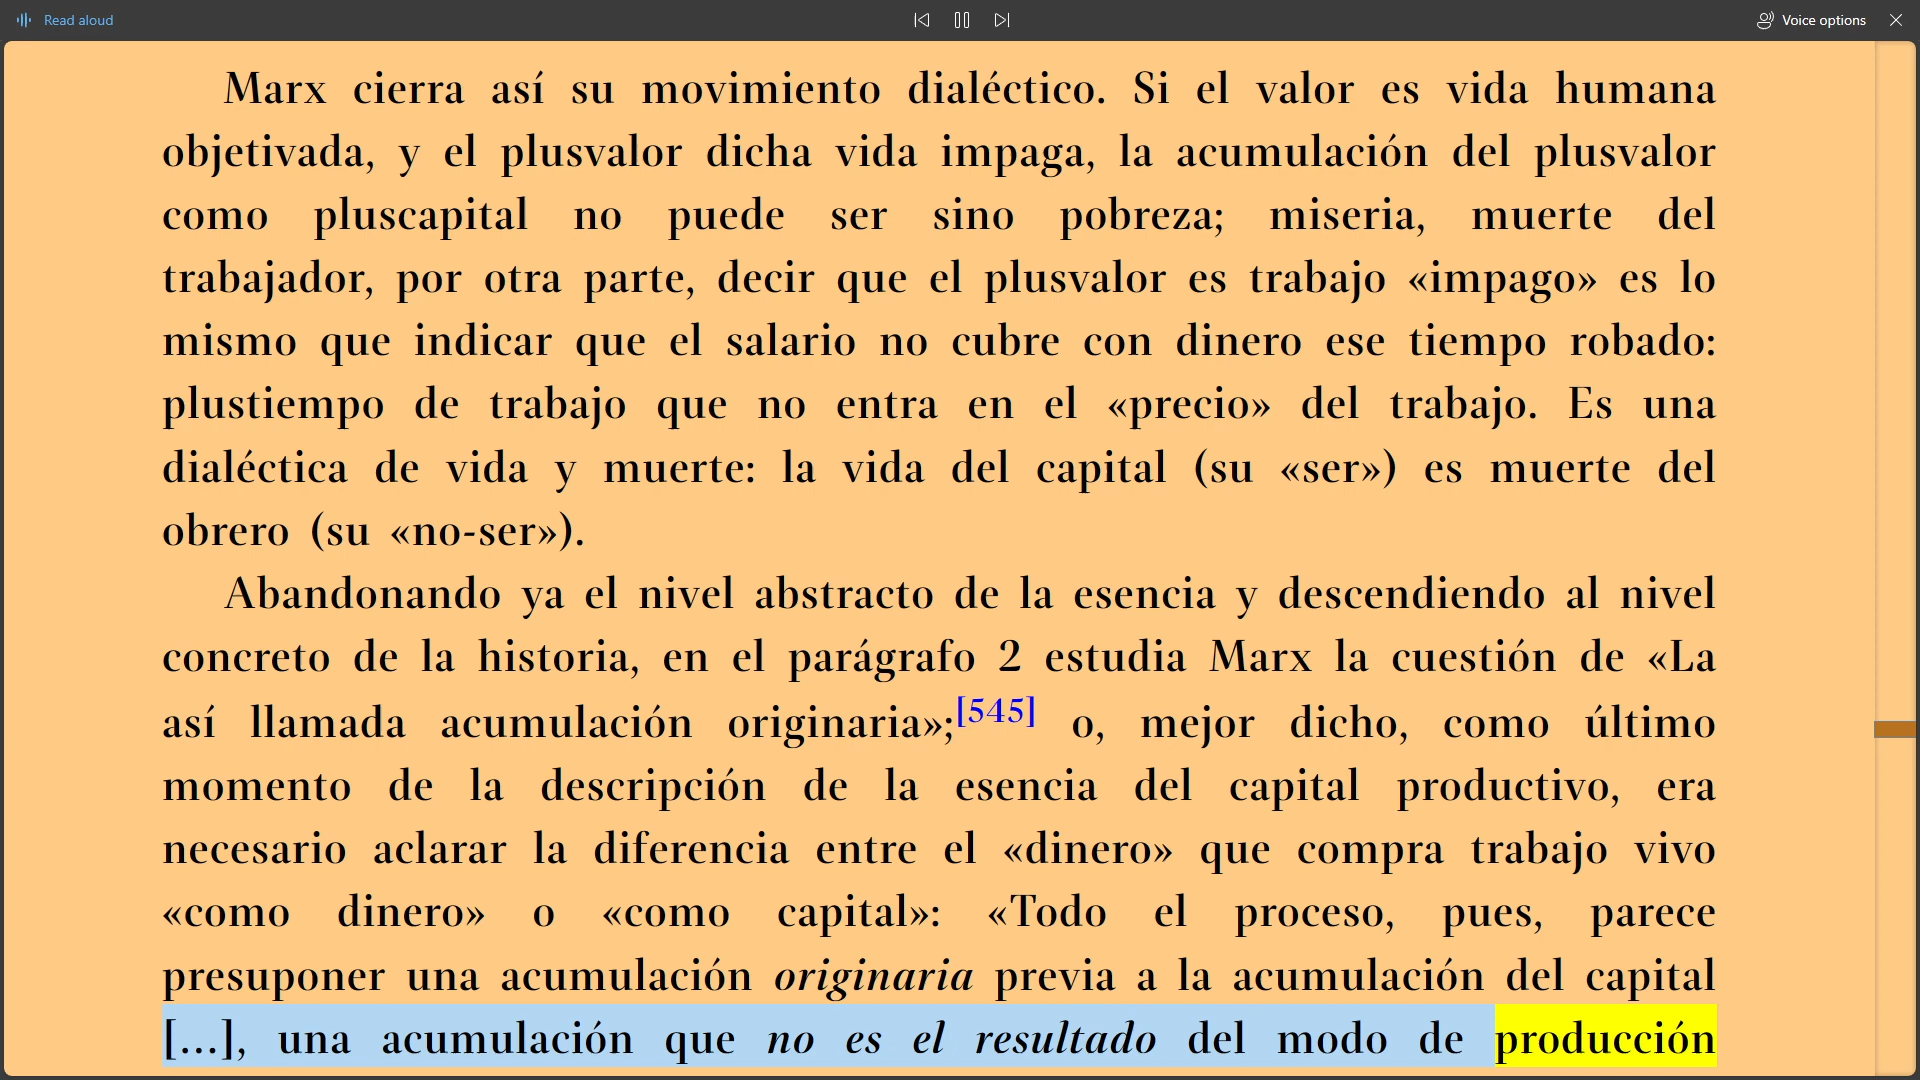 Read aloud
Voice options
Marx cierra así su movimiento dialéctico. Si el valor es vida humana
objetivada, y el plusvalor dicha vida impaga, la acumulación del plusvalor
como pluscapital no puede ser sino pobreza; miseria, muerte del
trabajador, por otra parte, decir que el plusvalor es trabajo «impago» es lo
mismo que indicar que el salario no cubre con dinero ese tiempo robado:
plustiempo de trabajo que no entra en el «precio» del trabajo. Es una
dialéctica de vida y muerte: la vida del capital (su «ser») es muerte del
obrero (su «no-ser»).
Abandonando ya el nivel abstracto de la esencia y descendiendo al nivel
concreto de la historia, en el parágrafo 2 estudia Marx la cuestión de «La
así llamada acumulación originaria»;[545] o, mejor dicho, como último
momento de la descripción de la esencia del capital productivo, era
necesario aclarar la diferencia entre el «dinero» que compra trabajo vivo
«como dinero» o «como capital»: «Todo el proceso, pues, parece
presuponer una acumulación originaria previa a la acumulación del capital
[...], una acumulación que no es el resultado del modo de producción